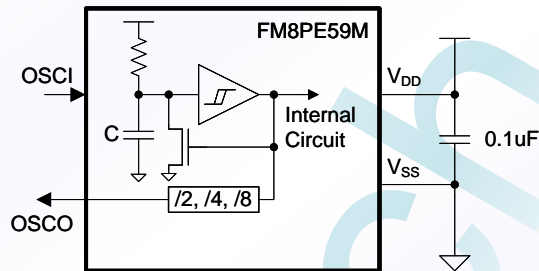 FM8PE59M
OSCI
VDD
Internal
Circuit
C
0.1uF
VSS
/2, /4, /8
OSCO